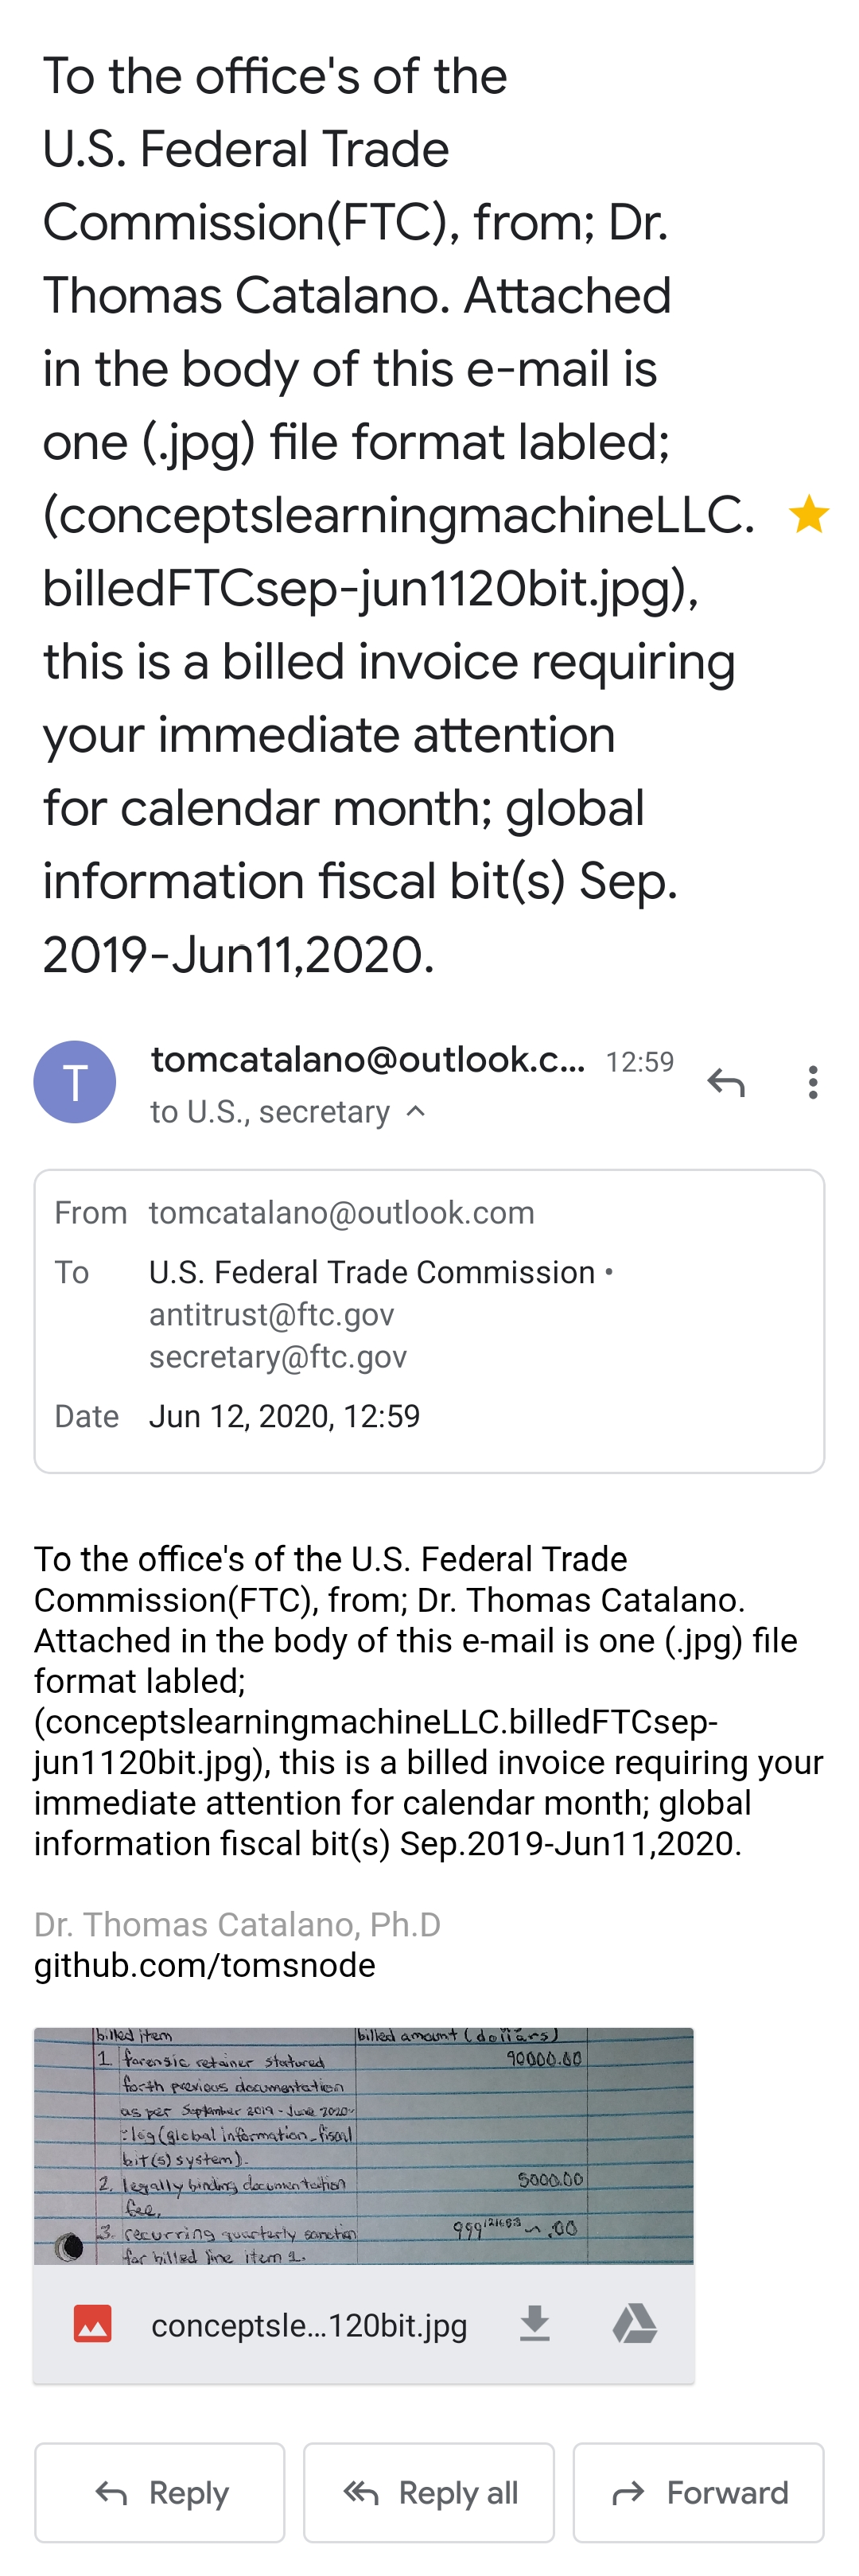 To the office's of the
U.S. Federal Trade
Commission(FTC), from; Dr.
Thomas Catalano. Attached
in the body of this e-mail is
one (.jpg) file format labled;
(conceptslearningmachineLLC.
billedFTCsep-jun1120bit.jpg),
this is a billed invoice requiring
your immediate attention
for calendar month; global
information fiscal bit(s) Sep.
2019-Jun11,2020.
T
tomcatalano@outlook.c... 12:59
to U.S., secretary
From tomcatalano@outlook.com
To U.S. Federal Trade Commission •
antitrust@ftc.gov
secretary@ftc.gov
Date Jun 12, 2020, 12:59
To the office's of the U.S. Federal Trade
Commission(FTC), from; Dr. Thomas Catalano.
Attached in the body of this e-mail is one (.jpg) file
format labled;
(conceptslearningmachineLLC.billedFTCsep-
jun1120bit.jpg), this is a billed invoice requiring your
immediate attention for calendar month; global
information fiscal bit(s) Sep.2019-Jun11,2020.
Dr. Thomas Catalano, Ph.D
github.com/tomsnode
billed item billed amount (dollars)
1 forensic retainer statured 90000.00
forth previous documentation
as per September 2019 - June 2020
log(global information_fiscal
bit(s) system).
2. legally binding documentation 5000.00
fee,
3. recurring quarterly sanction .00
for billed line item 1.
conceptsle...120bit.jpg
Reply
Reply all
Forward